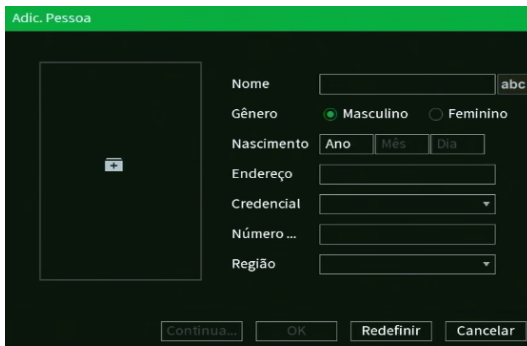 Adic. Pessoa
Nome abc
Gênero Masculino Feminino
Nascimento Ano Mês Dia
Endereço
Credencial
Número ...
Região
Continua... OK Redefinir Cancelar